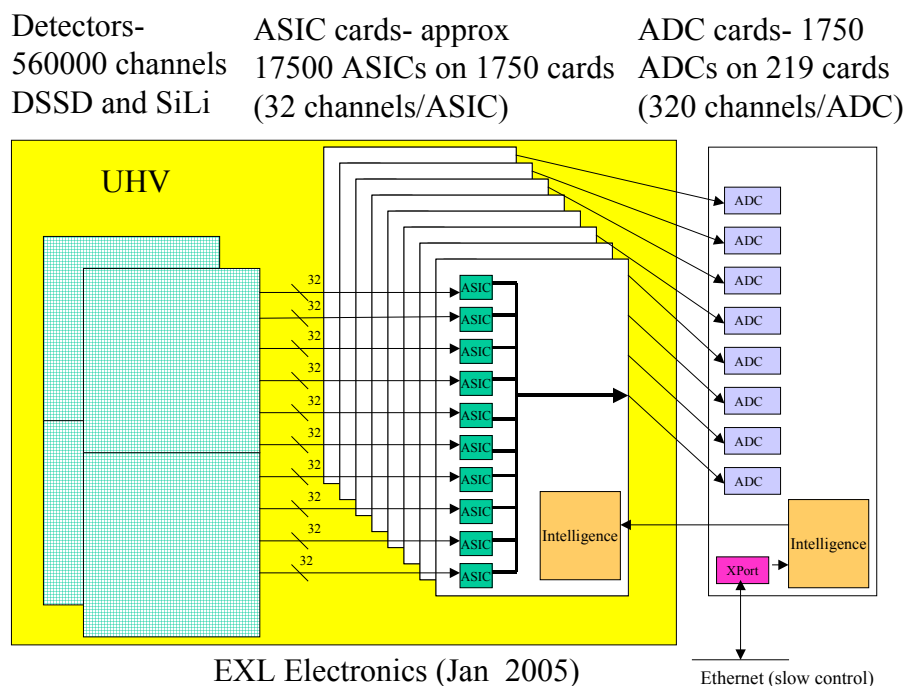 Detectors-
560000 channels
DSSD and SiLi
ASIC cards- approx
17500 ASICs on 1750 cards
(32 channels/ASIC)
ADC cards- 1750
ADCs on 219 cards
(320 channels/ADC)
UHV
32
32
32
32
32
32
32
32
32
32
ASIC
ASIC
ASIC
ASIC
ASIC
ASIC
ASIC
ASIC
ASIC
ASIC
Intelligence
ADC
ADC
ADC
ADC
ADC
ADC
ADC
ADC
Intelligence
XPort
EXL Electronics (Jan 2005)
Ethernet (slow control)